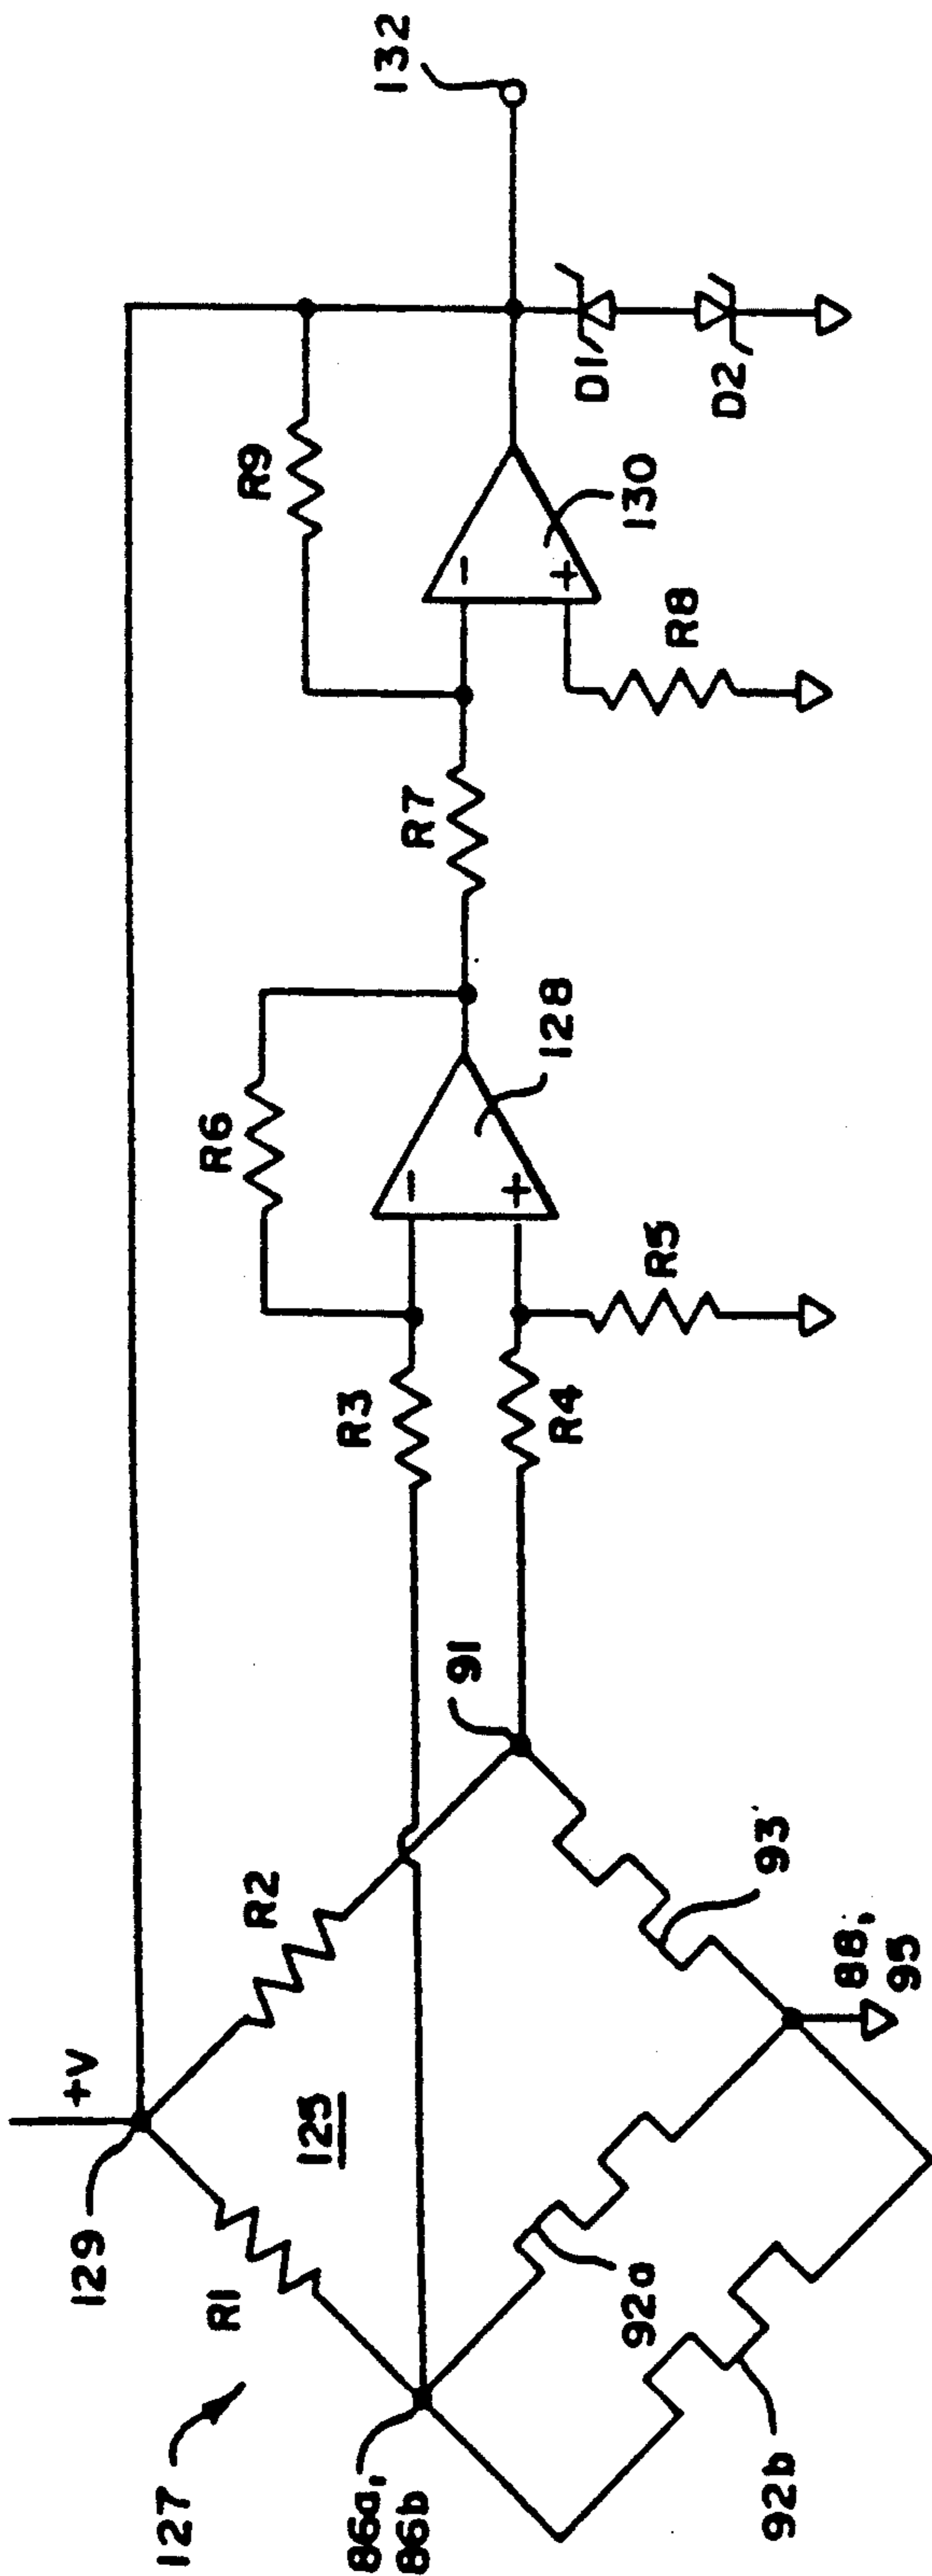 127
129
+V
R1
R2
125
86a,
86b
92a
92b
93
88,
95
91
R3
R4
R5
R6
-
+
128
R7
R8
R9
-
+
130
D1
D2
132